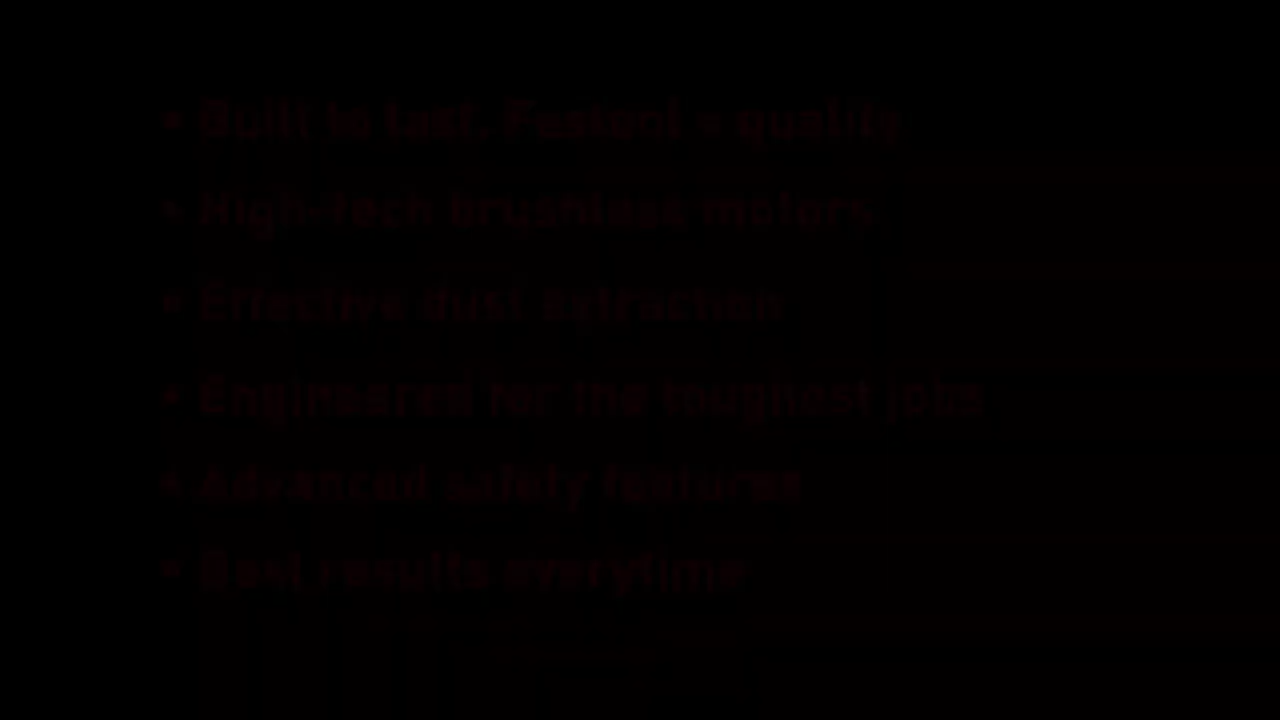 • Built to last. Festool = quality
• High-tech brushless motors.
• Effective dust extraction
• Engineered for the toughest jobs
• Advanced safety features
• Best results everytime